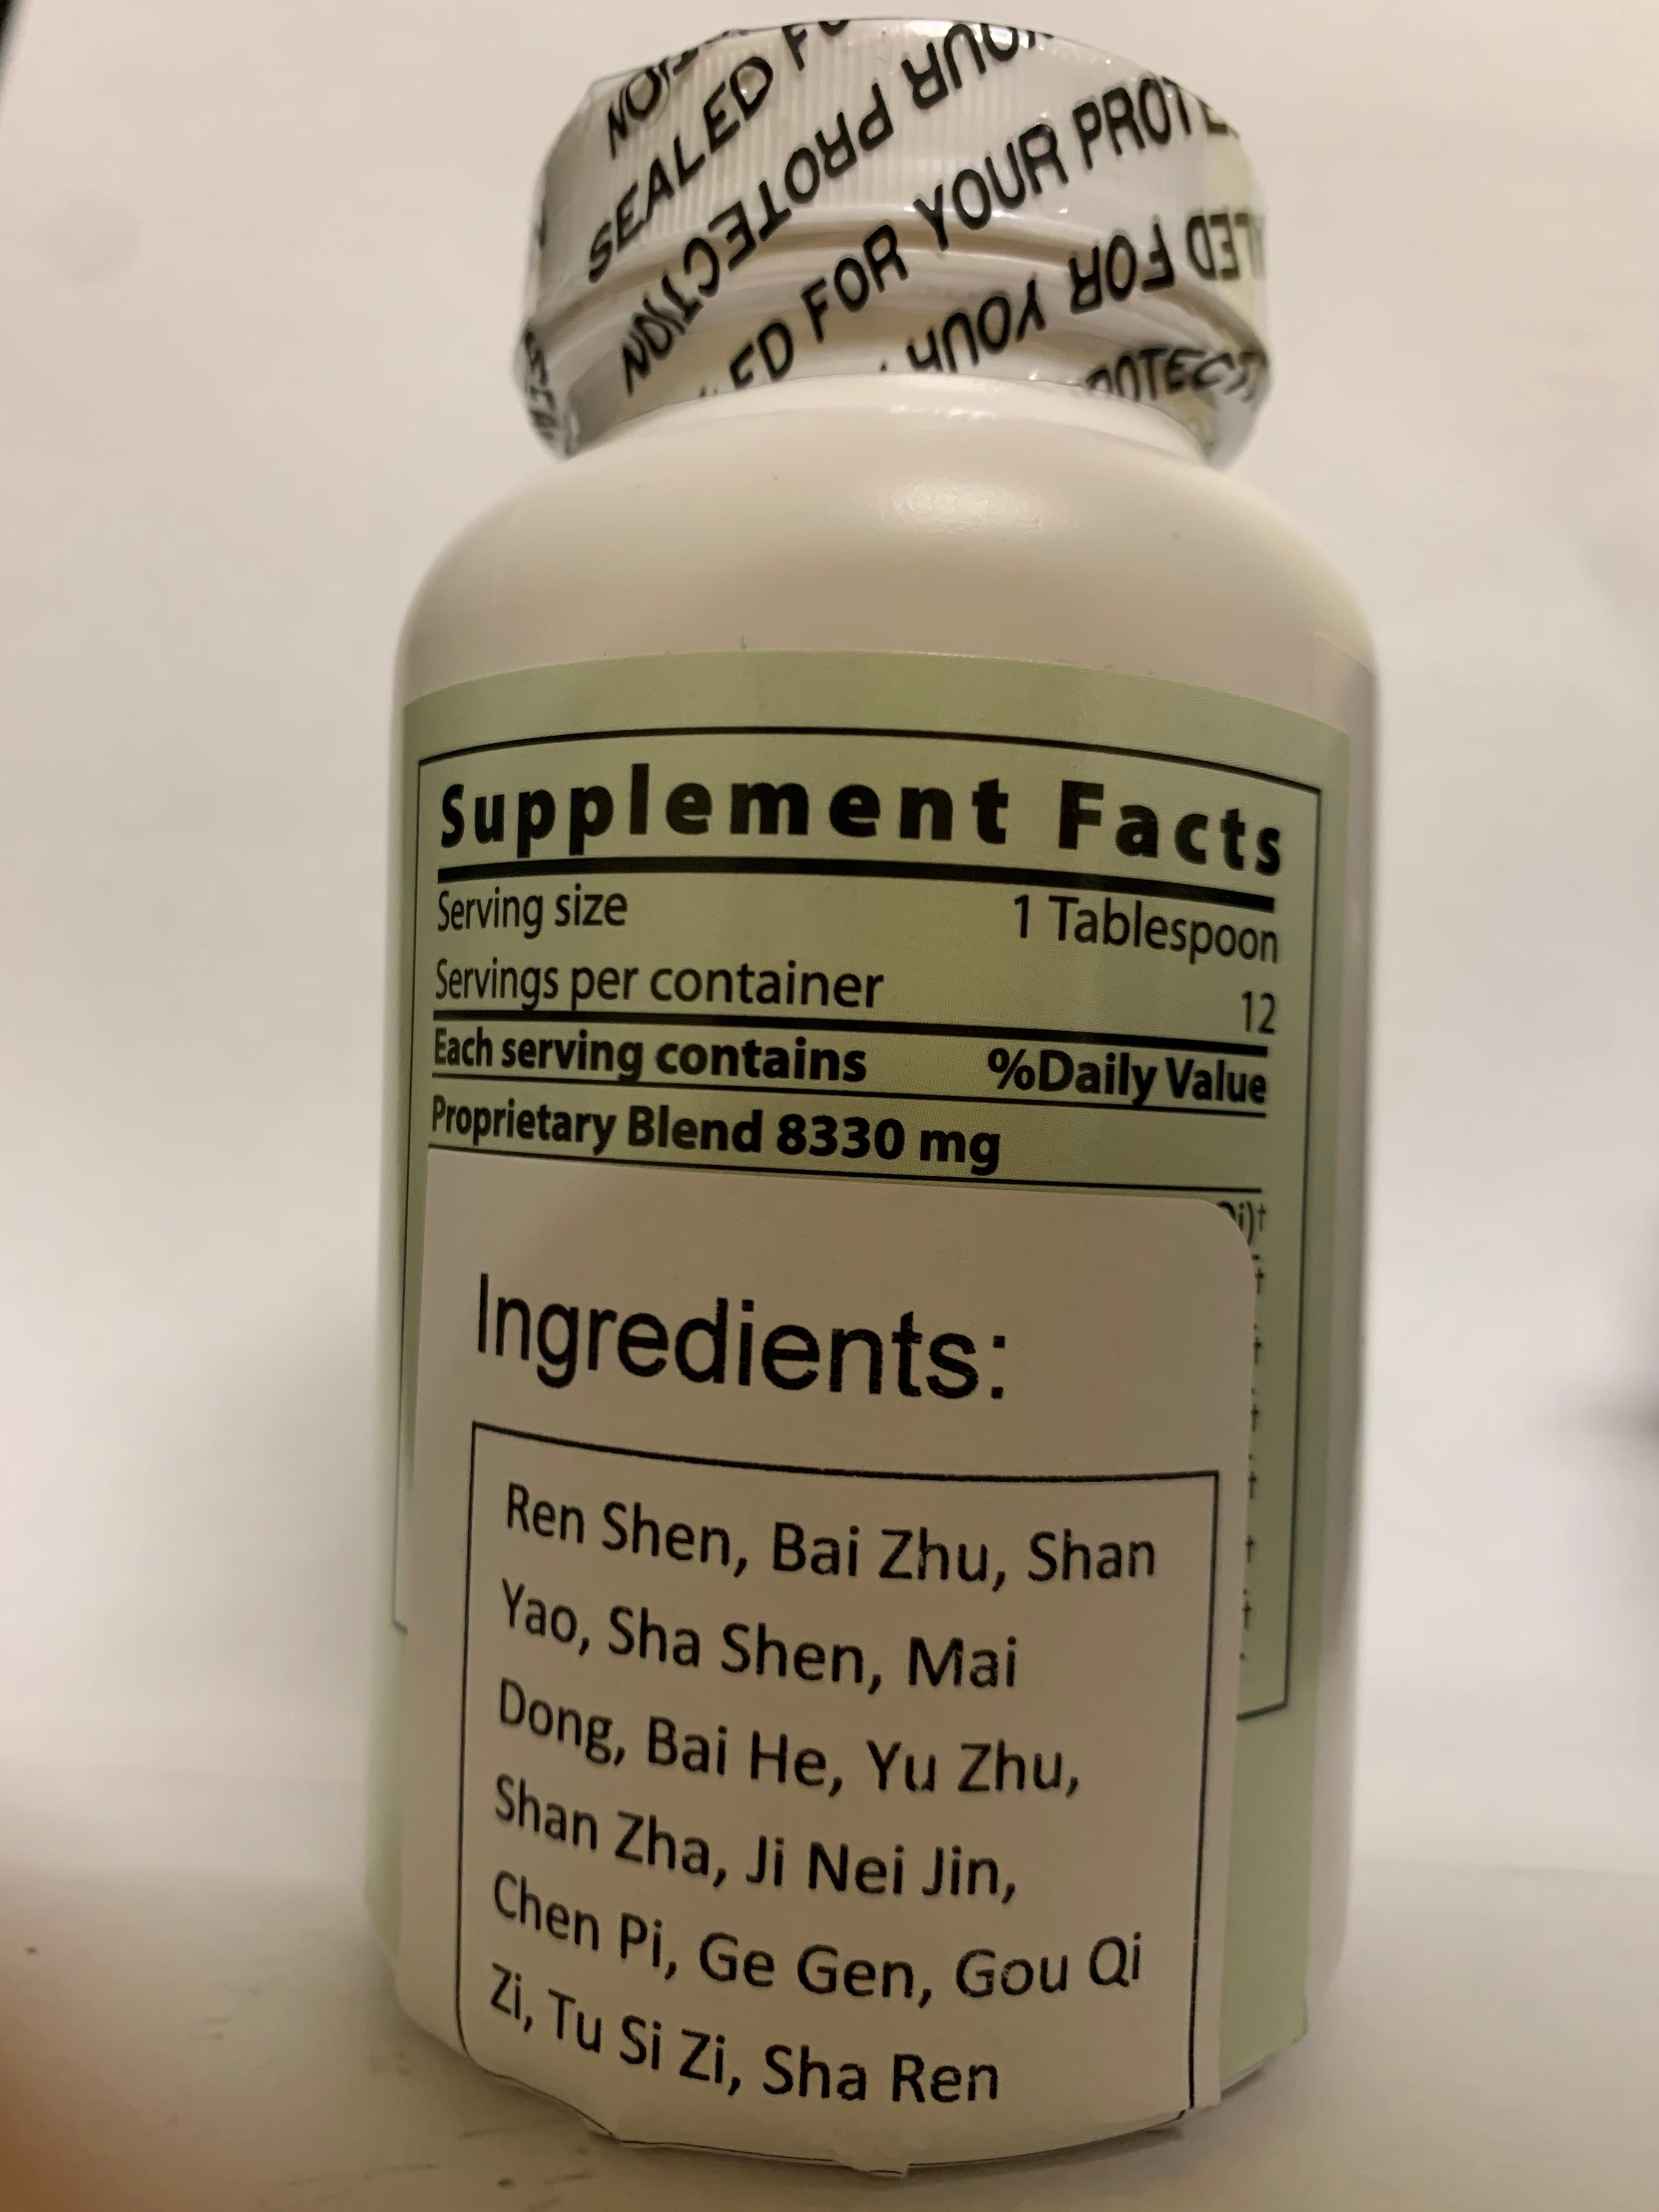 SEALED
YOUR PROTECTION
FOR YOUR
FOR YOUR
Supplement Facts
Serving size 1 Tablespoon
Servings per container 12
Each serving contains %Daily Value
Proprietary Blend 8330 mg
Ingredients:
Ren Shen, Bai Zhu, Shan
Yao, Sha Shen, Mai
Dong, Bai He, Yu Zhu,
Shan Zha, Ji Nei Jin,
Chen Pi, Ge Gen, Gou Qi
Zi, Tu Si Zi, Sha Ren